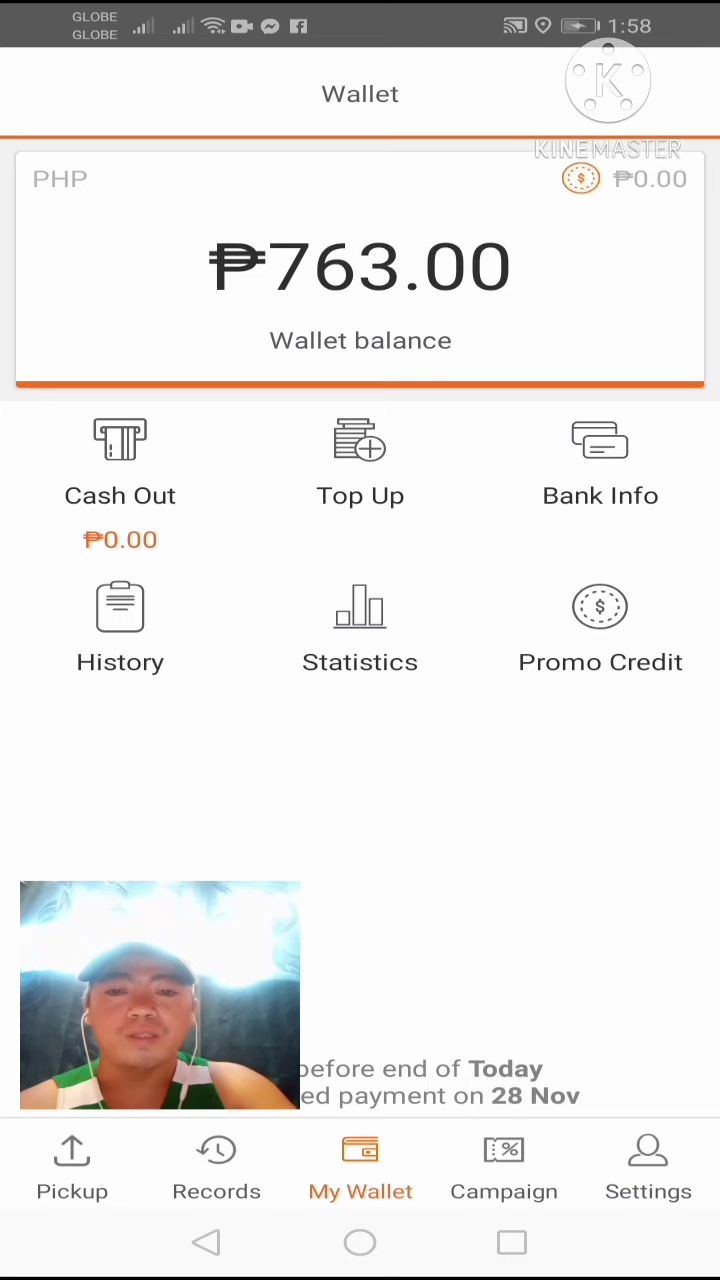 GLOBE
GLOBE
1:58
Wallet
K
KINEMASTER
PHP
₱0.00
₱763.00
Wallet balance
Cash Out
Top Up
Bank Info
₱0.00
History
Statistics
Promo Credit
before end of Today
ed payment on 28 Nov
Pickup
Records
My Wallet
Campaign
Settings